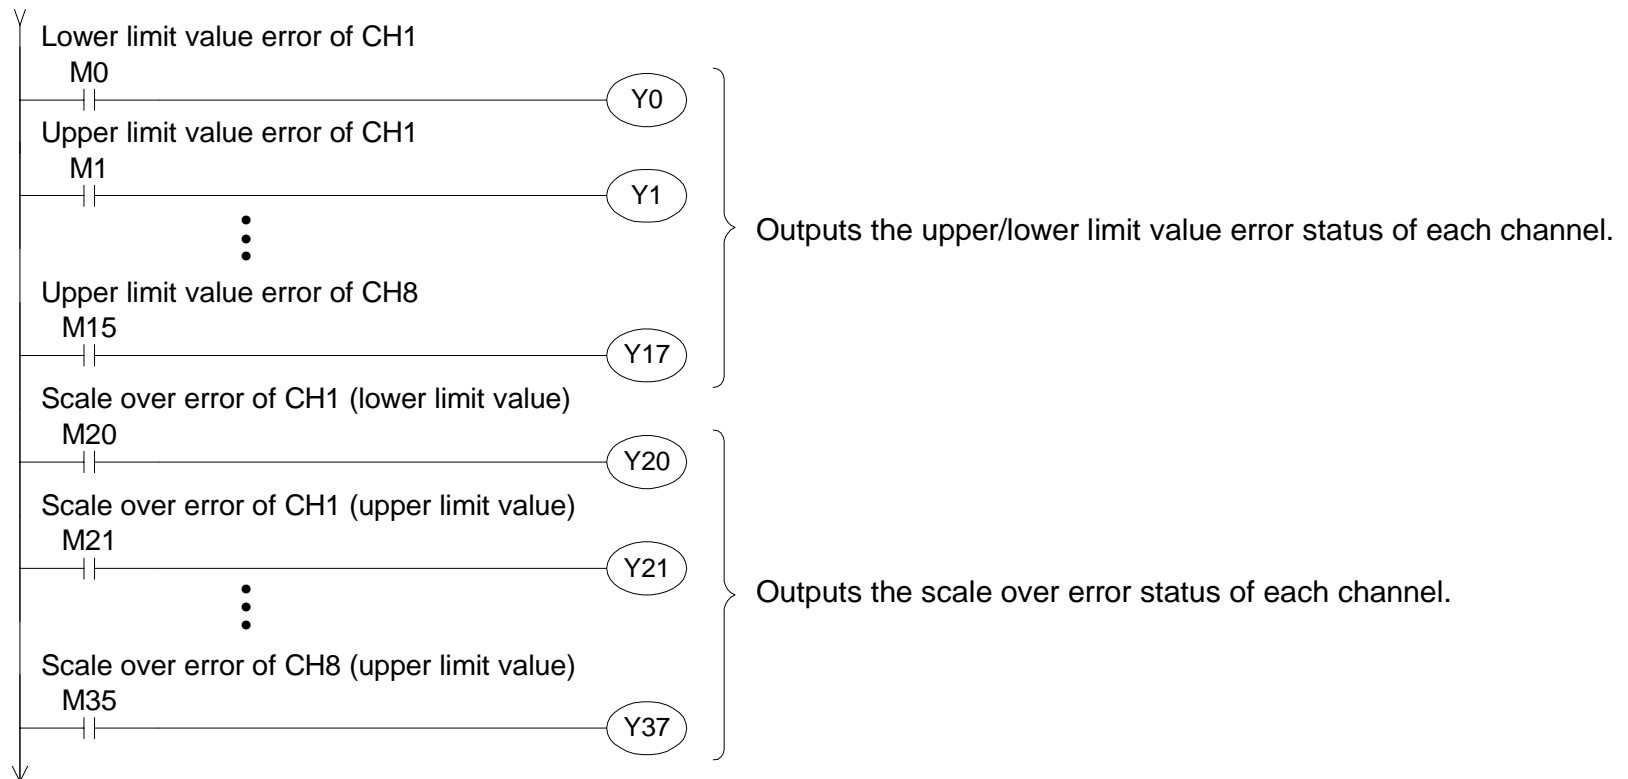 Lower limit value error of CH1
M0
Y0
Upper limit value error of CH1
M1
Y1
Outputs the upper/lower limit value error status of each channel.
Upper limit value error of CH8
M15
Y17
Scale over error of CH1 (lower limit value)
M20
Y20
Scale over error of CH1 (upper limit value)
M21
Y21
Outputs the scale over error status of each channel.
Scale over error of CH8 (upper limit value)
M35
Y37